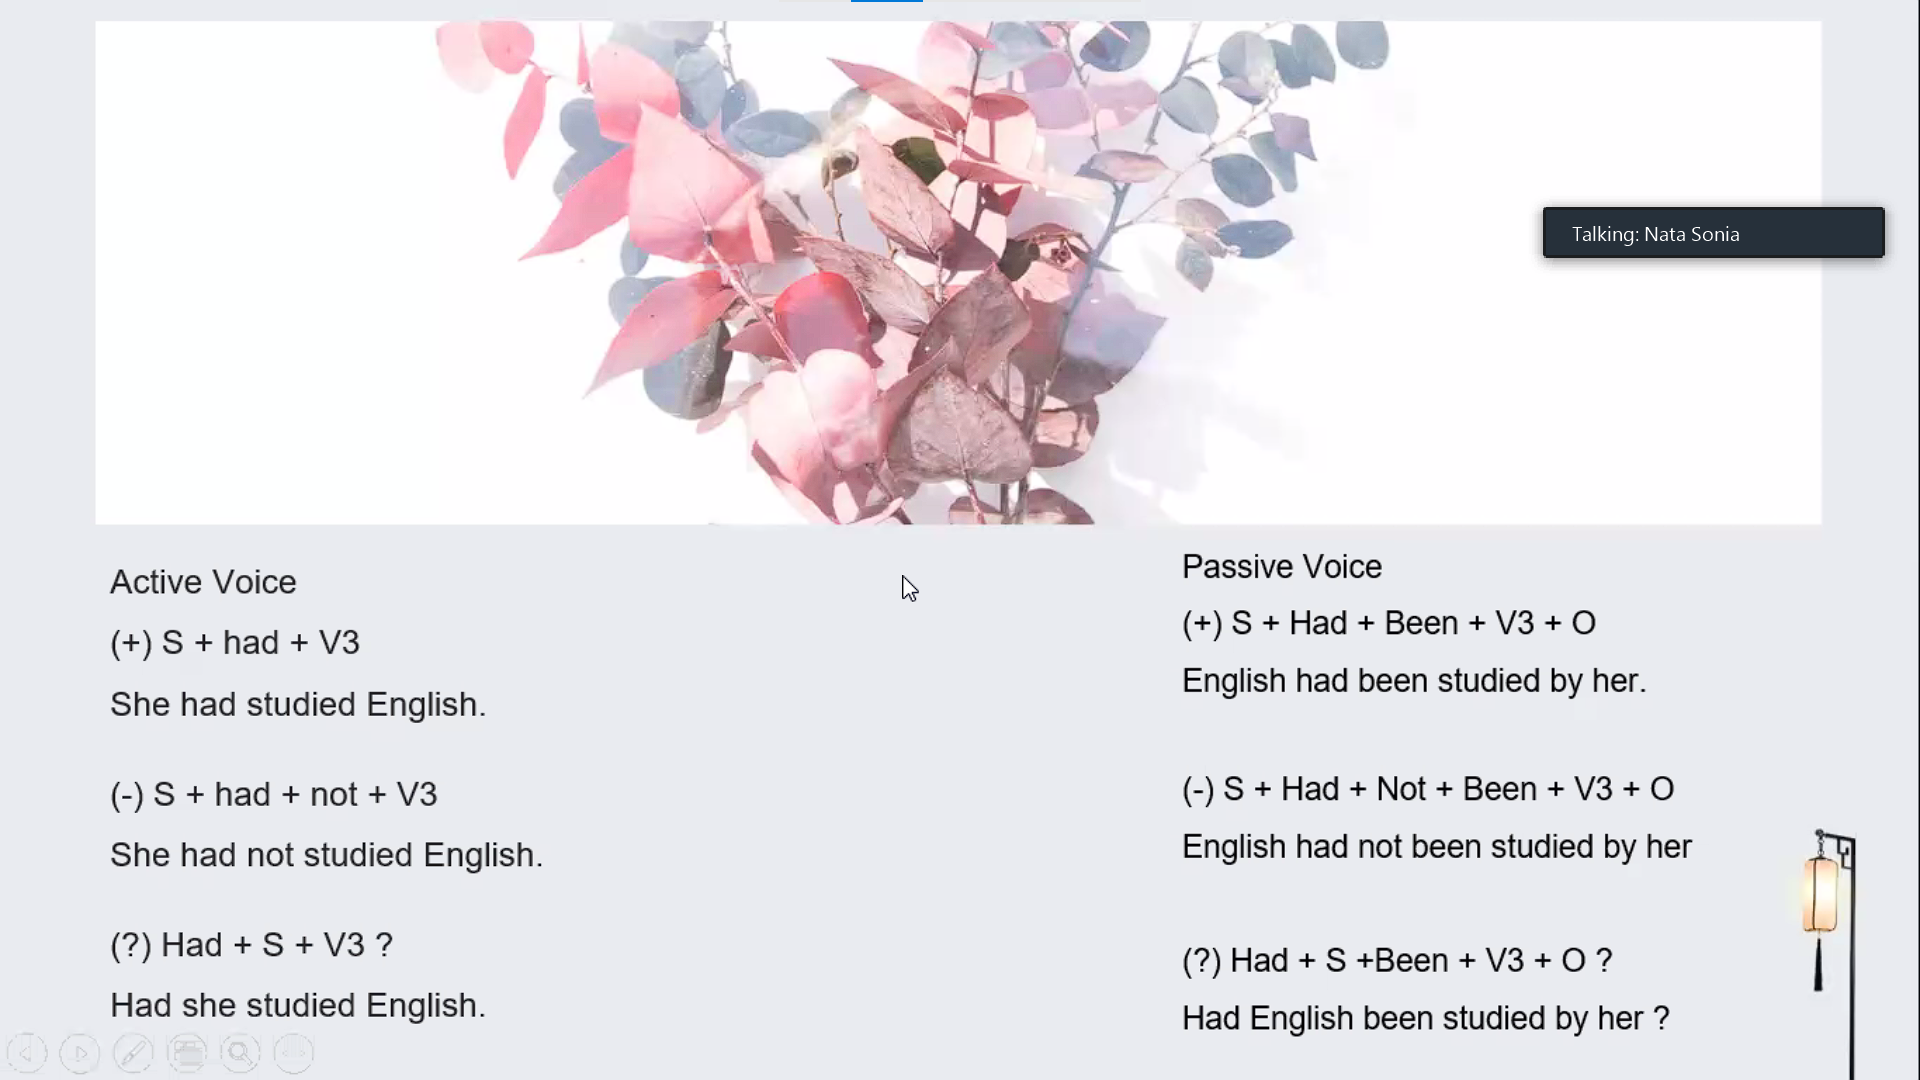 Talking: Nata Sonia
Active Voice
(+) S + had + V3
She had studied English.
(-) S + had + not + V3
She had not studied English.
(?) Had + S + V3 ?
Had she studied English.
Passive Voice
(+) S + Had + Been + V3 + O
English had been studied by her.
(-) S + Had + Not + Been + V3 + O
English had not been studied by her
(?) Had + S +Been + V3 + O ?
Had English been studied by her ?